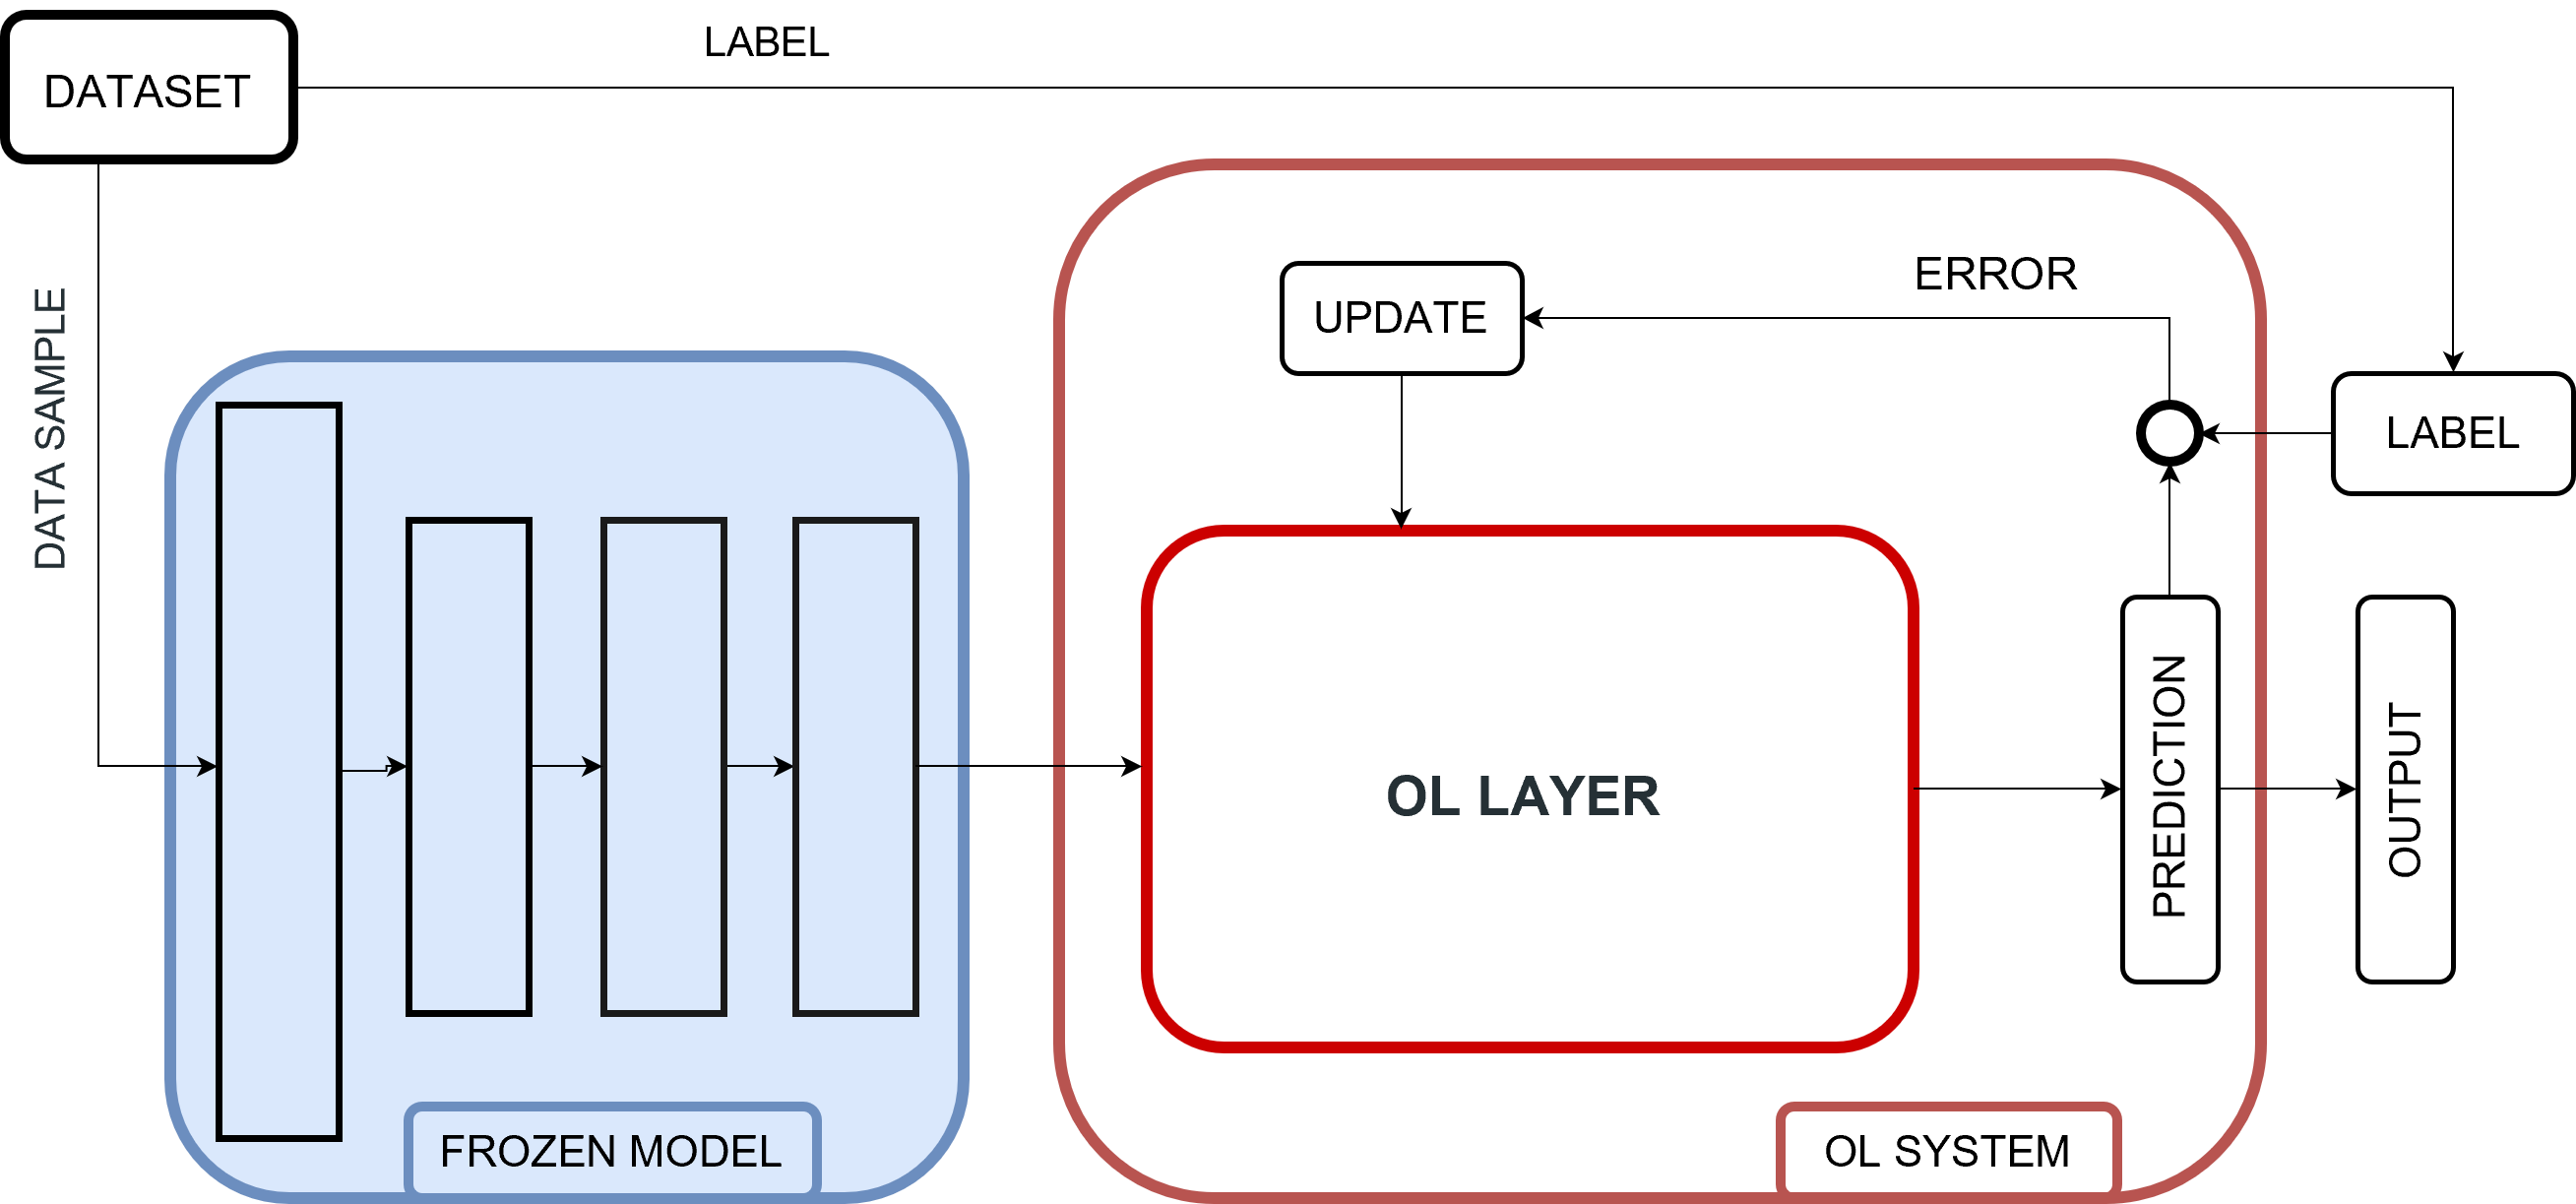 LABEL
DATASET
DATA SAMPLE
ERROR
UPDATE
LABEL
OL LAYER
PREDICTION
OUTPUT
FROZEN MODEL
OL SYSTEM